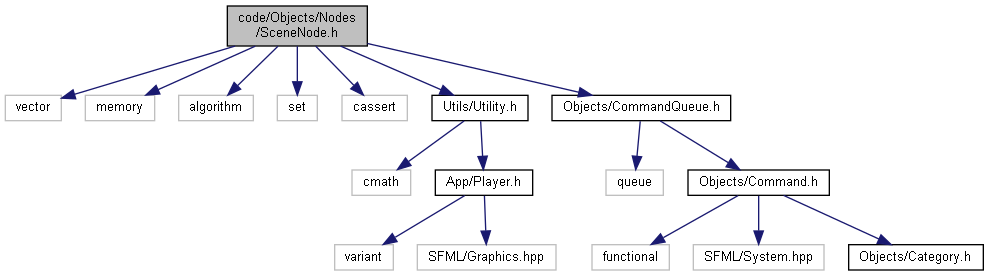 code/Objects/Nodes
/SceneNode.h
vector
memory
algorithm
set
cassert
Utils/Utility.h
Objects/CommandQueue.h
cmath
App/Player.h
queue
Objects/Command.h
variant
SFML/Graphics.hpp
functional
SFML/System.hpp
Objects/Category.h